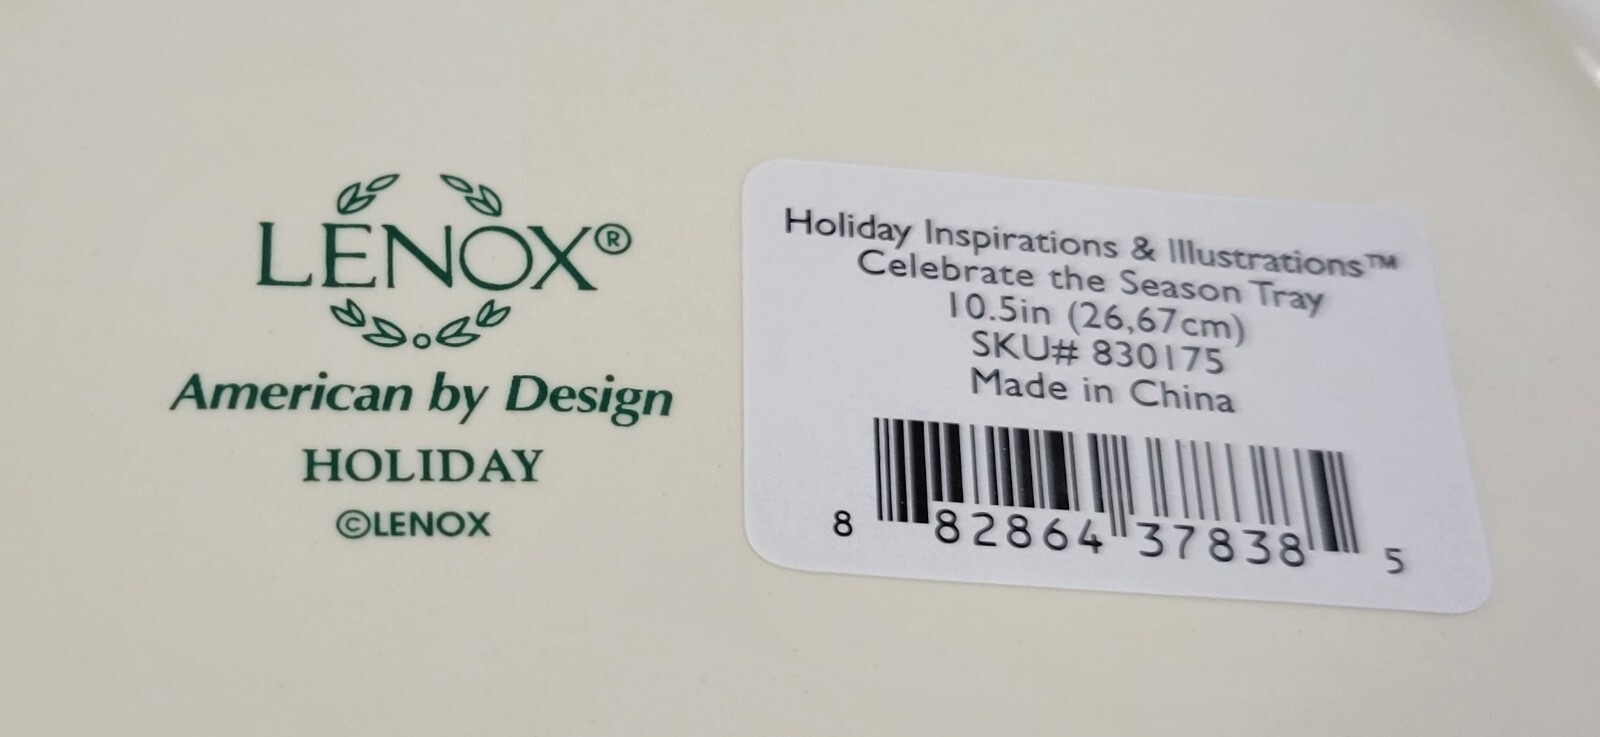 LENOX®
American by Design
HOLIDAY
©LENOX
Holiday Inspirations & Illustrations™
Celebrate the Season Tray
10.5in (26,67cm)
SKU# 830175
Made in China
8 82864 37838 5